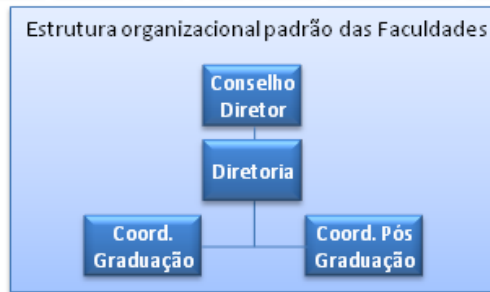 Estrutura organizacional padrão das Faculdades
Conselho
Diretor
Diretoria
Coord.
Graduação
Coord. Pós
Graduação